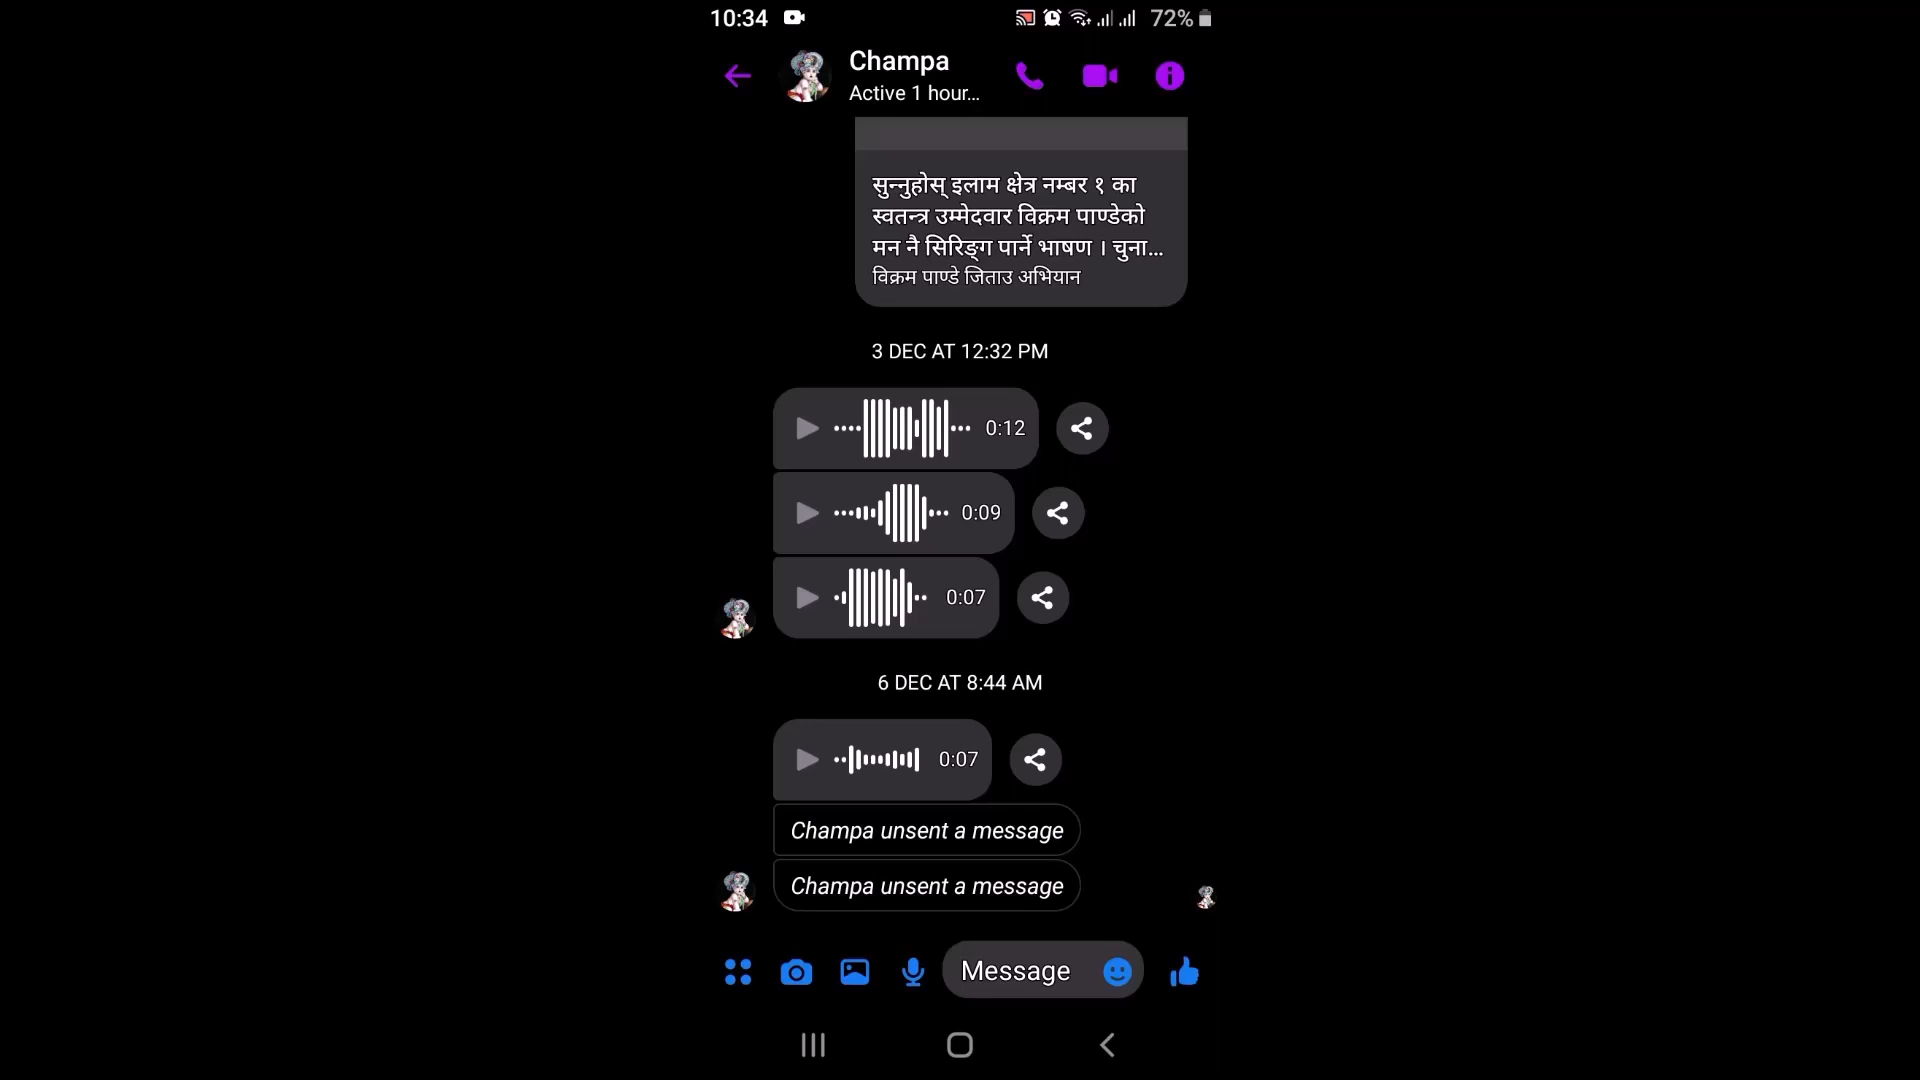 10:34
72%
Champa
Active 1 hour...
सुन्नुहोस् इलाम क्षेत्र नम्बर १ का
स्वतन्त्र उम्मेदवार विक्रम पाण्डेको
मन नै सिरिङ्ग पार्ने भाषण । चुना...
विक्रम पाण्डे जिताउ अभियान
3 DEC AT 12:32 PM
0:12
0:09
0:07
6 DEC AT 8:44 AM
0:07
Champa unsent a message
Champa unsent a message
Message